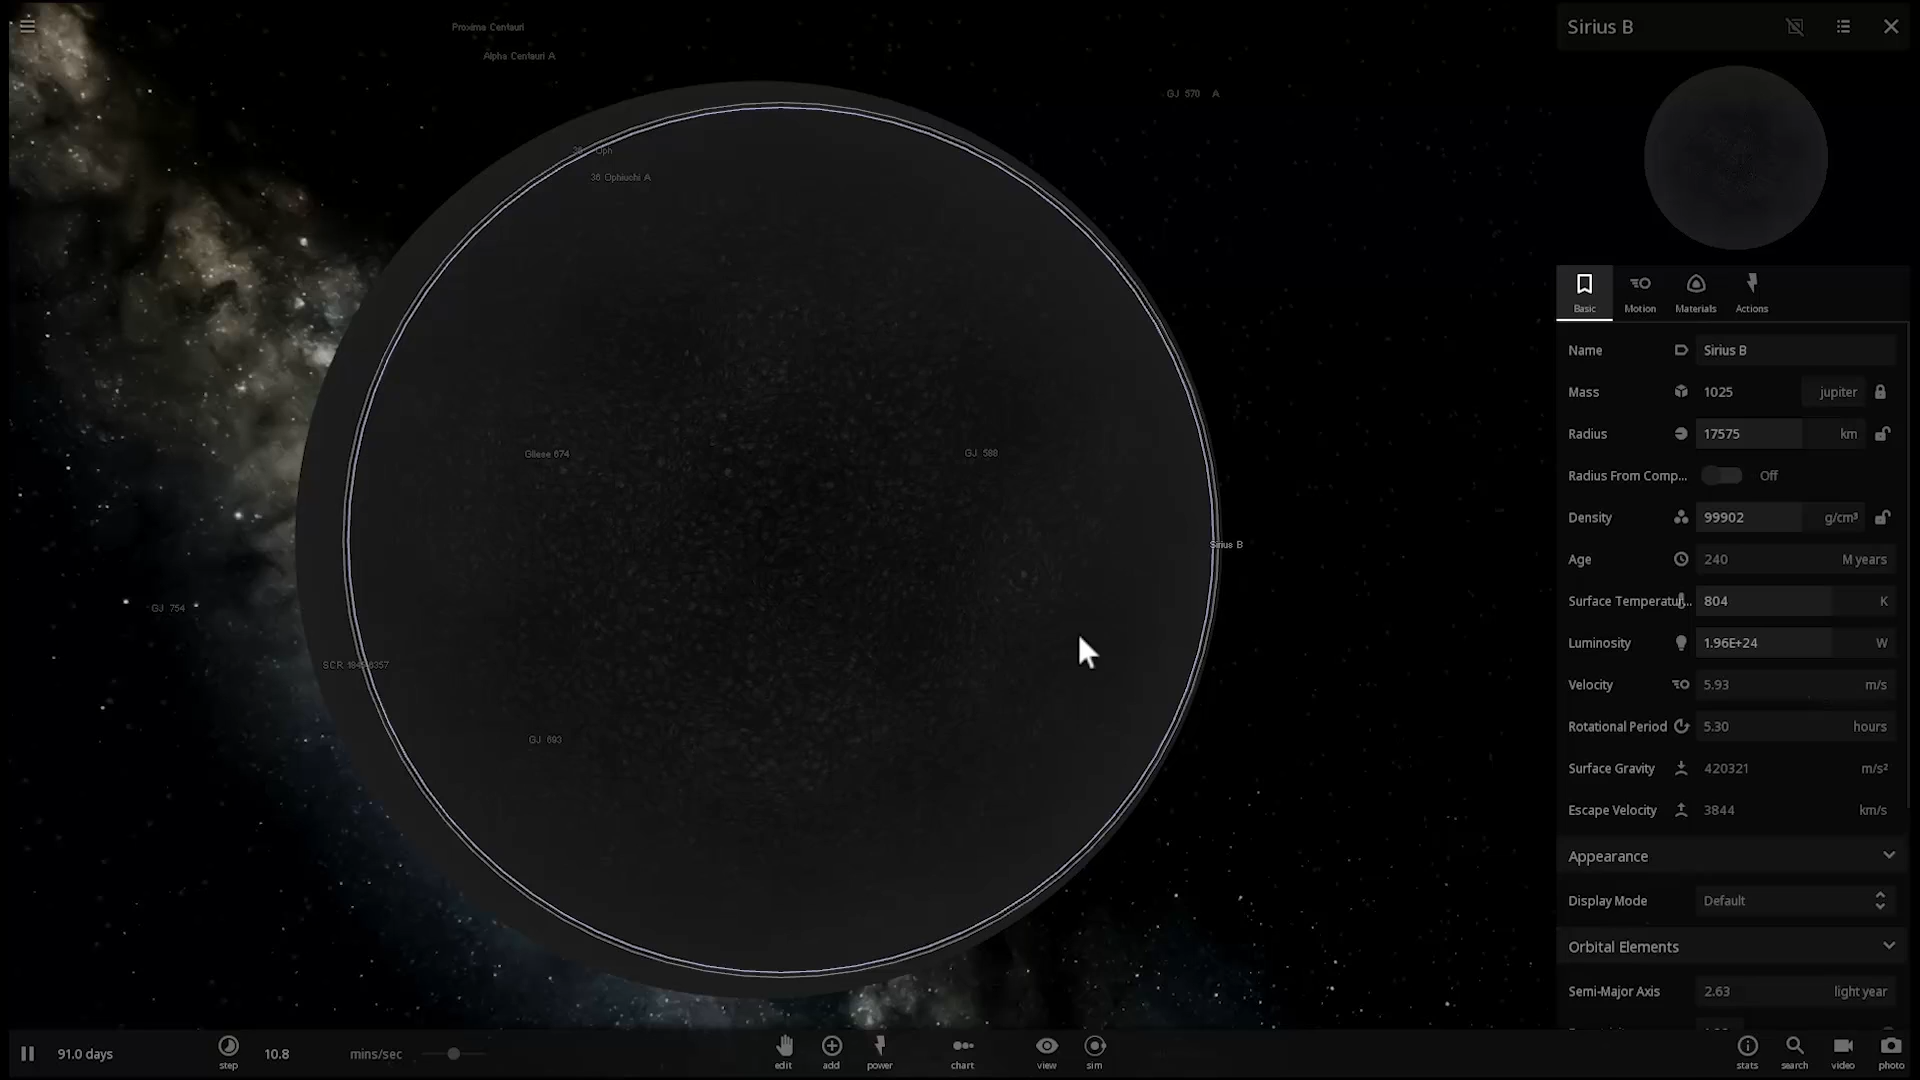 Proxima Centauri
Alpha Centauri A
GJ 570 A
36 Oph
36 Ophiuchi A
Gliese 674
GJ 588
Sirius B
GJ 754
GJ 693
Sirius B
Basic
Motion
Materials
Actions
Name Sirius B
Mass 1025 jupiter
Radius 17575 km
Radius From Comp... Off
Density 99902 g/cm³
Age 240 M years
Surface Temperatur... 804 K
Luminosity 1.96E+24 W
Velocity 5.93 m/s
Rotational Period 5.30 hours
Surface Gravity 420321 m/s²
Escape Velocity 3844 km/s
Appearance
Display Mode Default
Orbital Elements
Semi-Major Axis 2.63 light year
91.0 days
step
10.8 mins/sec
edit
add
power
chart
view
sim
stats
search
video
photo